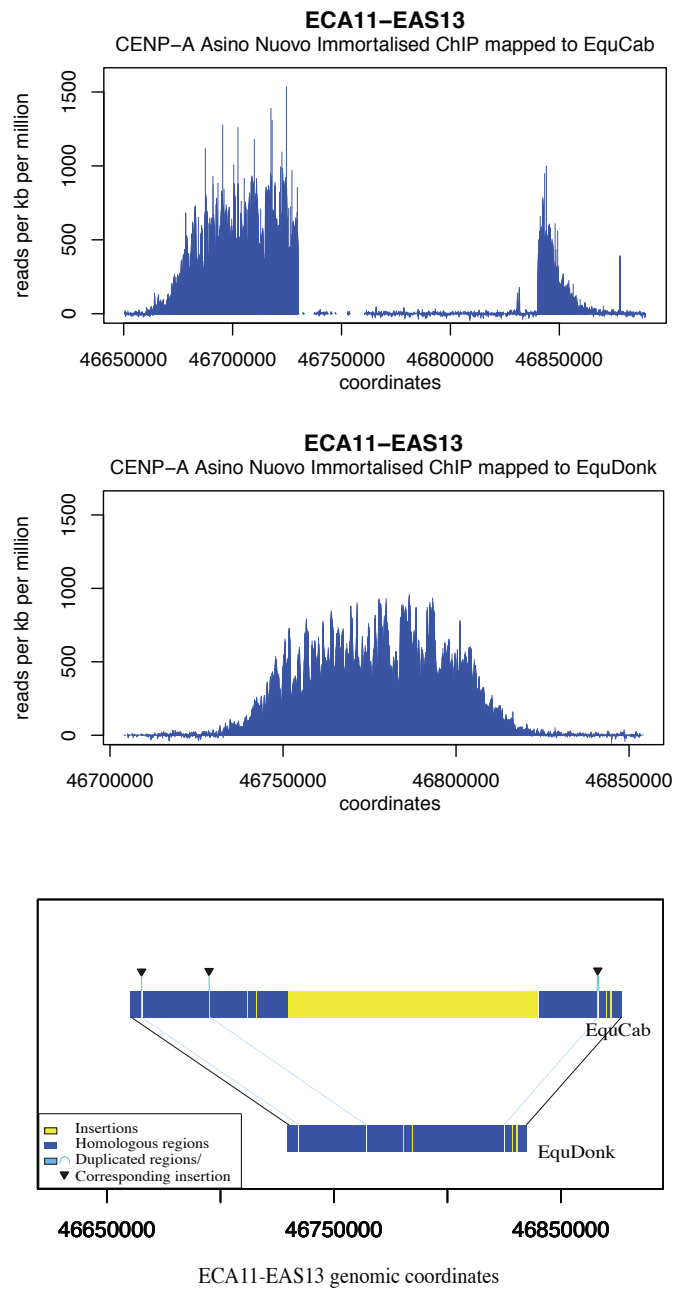 ECA11−EAS13
CENP−A Asino Nuovo Immortalised ChIP mapped to EquCab
reads per kb per million
1500
1000
500
0
46650000 46700000 46750000 46800000 46850000
coordinates
ECA11−EAS13
CENP−A Asino Nuovo Immortalised ChIP mapped to EquDonk
reads per kb per million
1500
1000
500
0
46700000 46750000 46800000 46850000
coordinates
EquCab
EquDonk
Insertions
Homologous regions
Duplicated regions/
Corresponding insertion
46650000 46750000 46850000
ECA11-EAS13 genomic coordinates